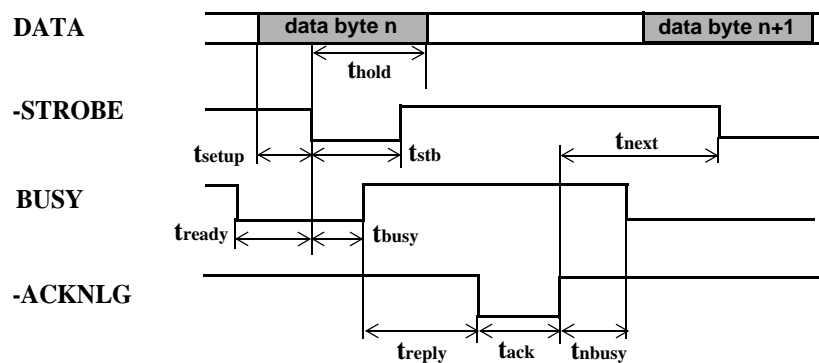 DATA
data byte n
data byte n+1
thold
-STROBE
tsetup
tstb
tnext
BUSY
tready
tbusy
-ACKNLG
treply
tack
tnbusy